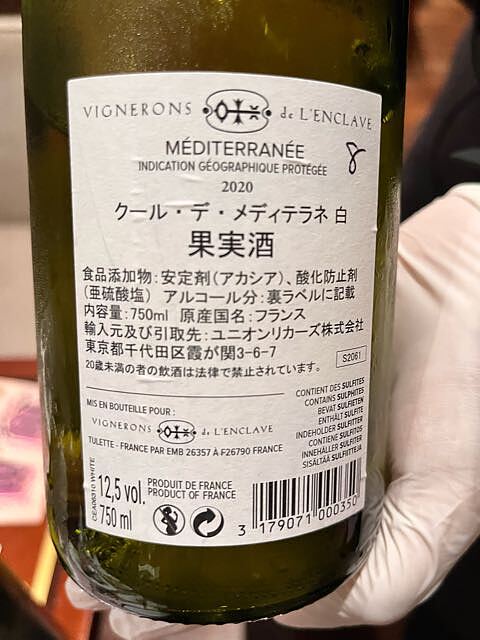 VIGNERONS de L'ENCLAVE
MÉDITERRANÉE
INDICATION GÉOGRAPHIQUE PROTÉGÉE
2020
クール・デ・メディテラネ 白
果実酒
食品添加物:安定剤(アカシア)、酸化防止剤
(亜硫酸塩) アルコール分:裏ラベルに記載
内容量:750ml 原産国名:フランス
輸入元及び引取先:ユニオンリカーズ株式会社
東京都千代田区霞が関3-6-7
S2061
20歳未満の者の飲酒は法律で禁止されています。
CONTIENT DES SULFITES
CONTAINS SULPHITES
BEVAT SULFIETEN
ENTHÄLT SULFITE
INDEHOLDER SULFITTER
CONTIENE SULFITOS
INNEHÅLLER SULFITER
SISÄLTÄÄ SULFIITTEJA
MIS EN BOUTEILLE POUR :
VIGNERONS de L'ENCLAVE
TULETTE - FRANCE PAR EMB 26357 À F26790 FRANCE
CEA06310 WHITE
12,5 vol.
750 ml
PRODUIT DE FRANCE
PRODUCT OF FRANCE
3 179071 000350